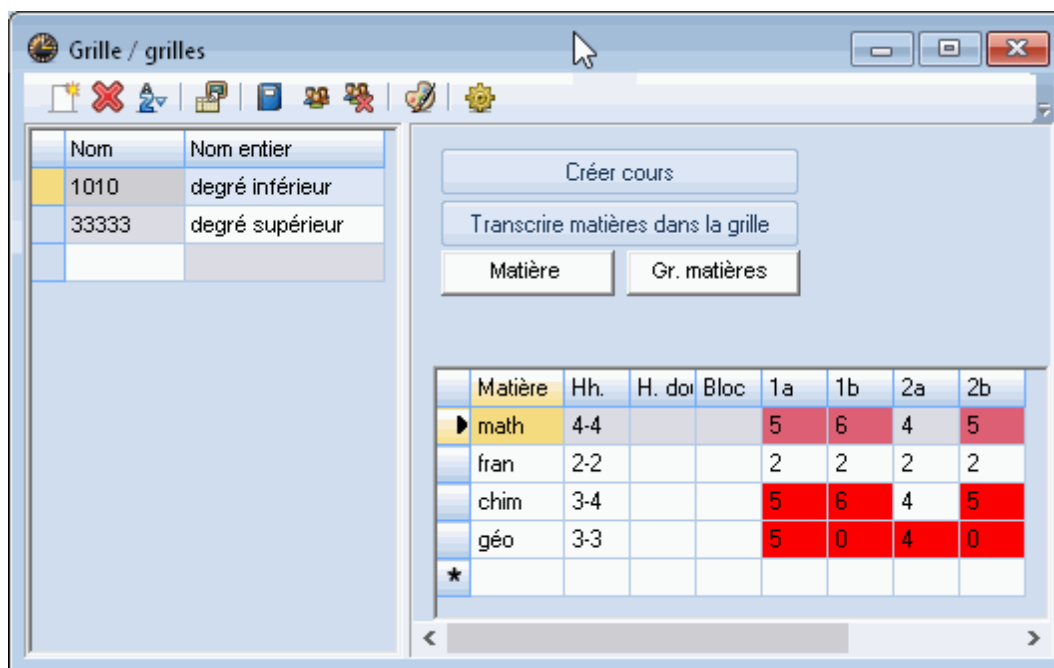 Grille / grilles
Nom Nom entier
1010 degré inférieur
33333 degré supérieur
Créer cours
Transcrire matières dans la grille
Matière Gr. matières
Matière Hh. H. dou Bloc 1a 1b 2a 2b
math 4-4 5 6 4 5
fran 2-2 2 2 2 2
chim 3-4 5 6 4 5
géo 3-3 5 0 4 0
*